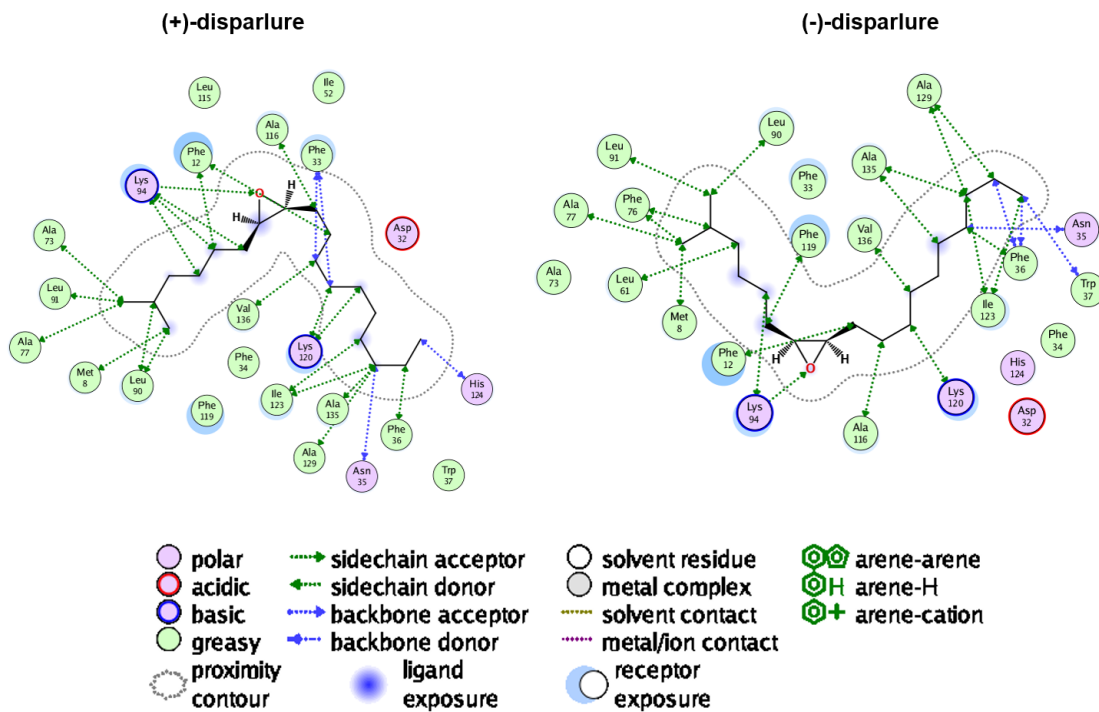 (+)-disparlure
(-)-disparlure
Leu
115
Ile
52
Ala
116
Phe
12
Phe
33
Lys
94
O
H
H
Asp
32
Ala
73
Leu
91
Val
136
Ala
77
Lys
120
Phe
34
Met
8
Leu
90
His
124
Ile
123
Phe
119
Ala
135
Phe
36
Ala
129
Asn
35
Trp
37
Ala
129
Leu
90
Leu
91
Ala
135
Phe
33
Ala
77
Phe
76
Asn
35
Val
136
Phe
119
Phe
36
Ala
73
Leu
61
Trp
37
Ile
123
Met
8
Phe
34
Phe
12
H
H
O
His
124
Lys
94
Lys
120
Asp
32
Ala
116
polar
acidic
basic
greasy
proximity
contour
sidechain acceptor
sidechain donor
backbone acceptor
backbone donor
ligand
exposure
solvent residue
metal complex
solvent contact
metal/ion contact
receptor
exposure
arene-arene
H arene-H
+ arene-cation